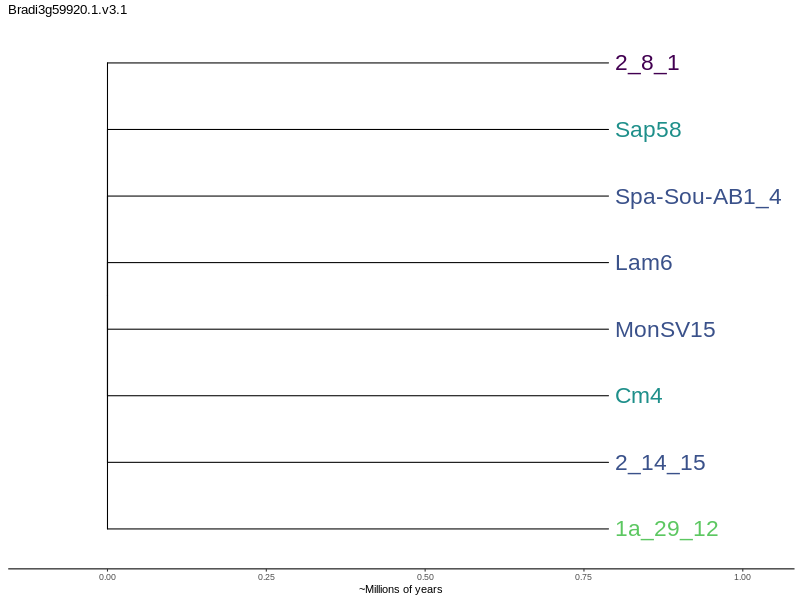 Bradi3g59920.1.v3.1
2_8_1
Sap58
Spa-Sou-AB1_4
Lam6
MonSV15
Cm4
2_14_15
1a_29_12
0.00 0.25 0.50 0.75 1.00
~Millions of years